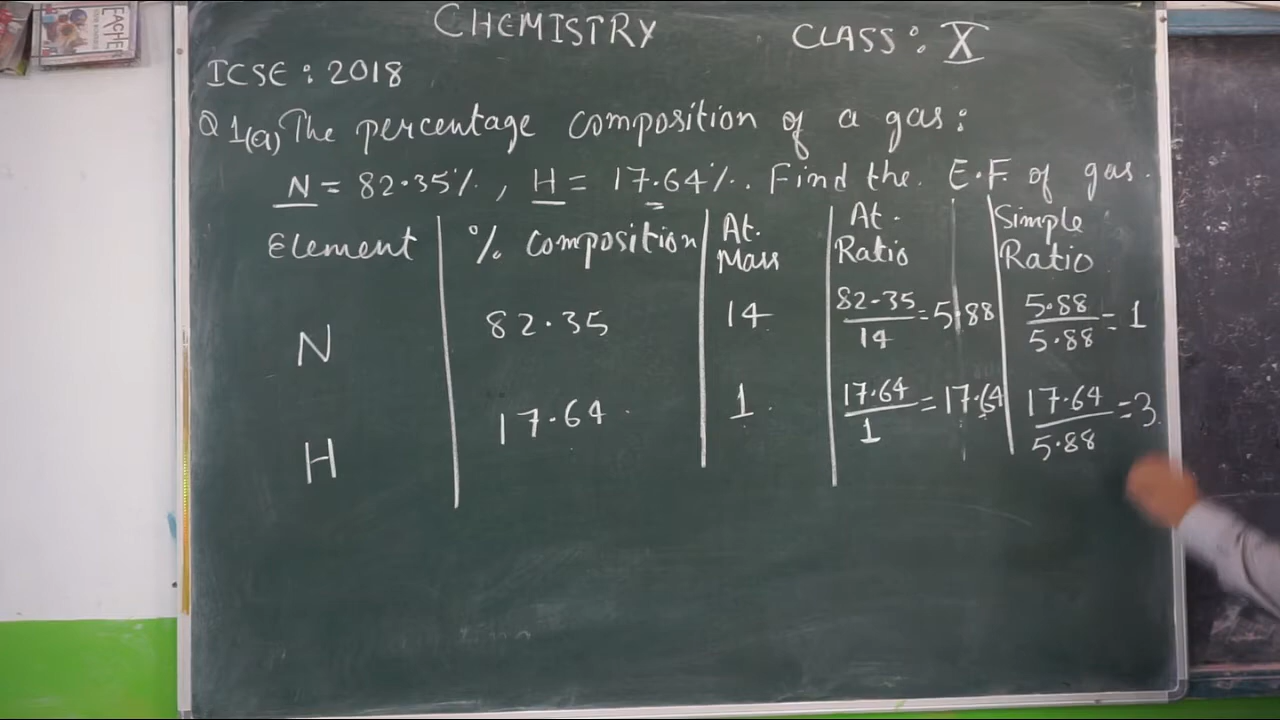 EACHE
CHEMISTRY CLASS: X
ICSE: 2018
Q 1(a) The percentage composition of a gas:
N = 82.35%, H = 17.64%. Find the. E.F. of gas.
Element % composition At. Mass At. Ratio Simple Ratio
N 82.35 14 82.35/14 = 5.88 5.88/5.88 = 1
H 17.64 1 17.64/1 = 17.64 17.64/5.88 = 3